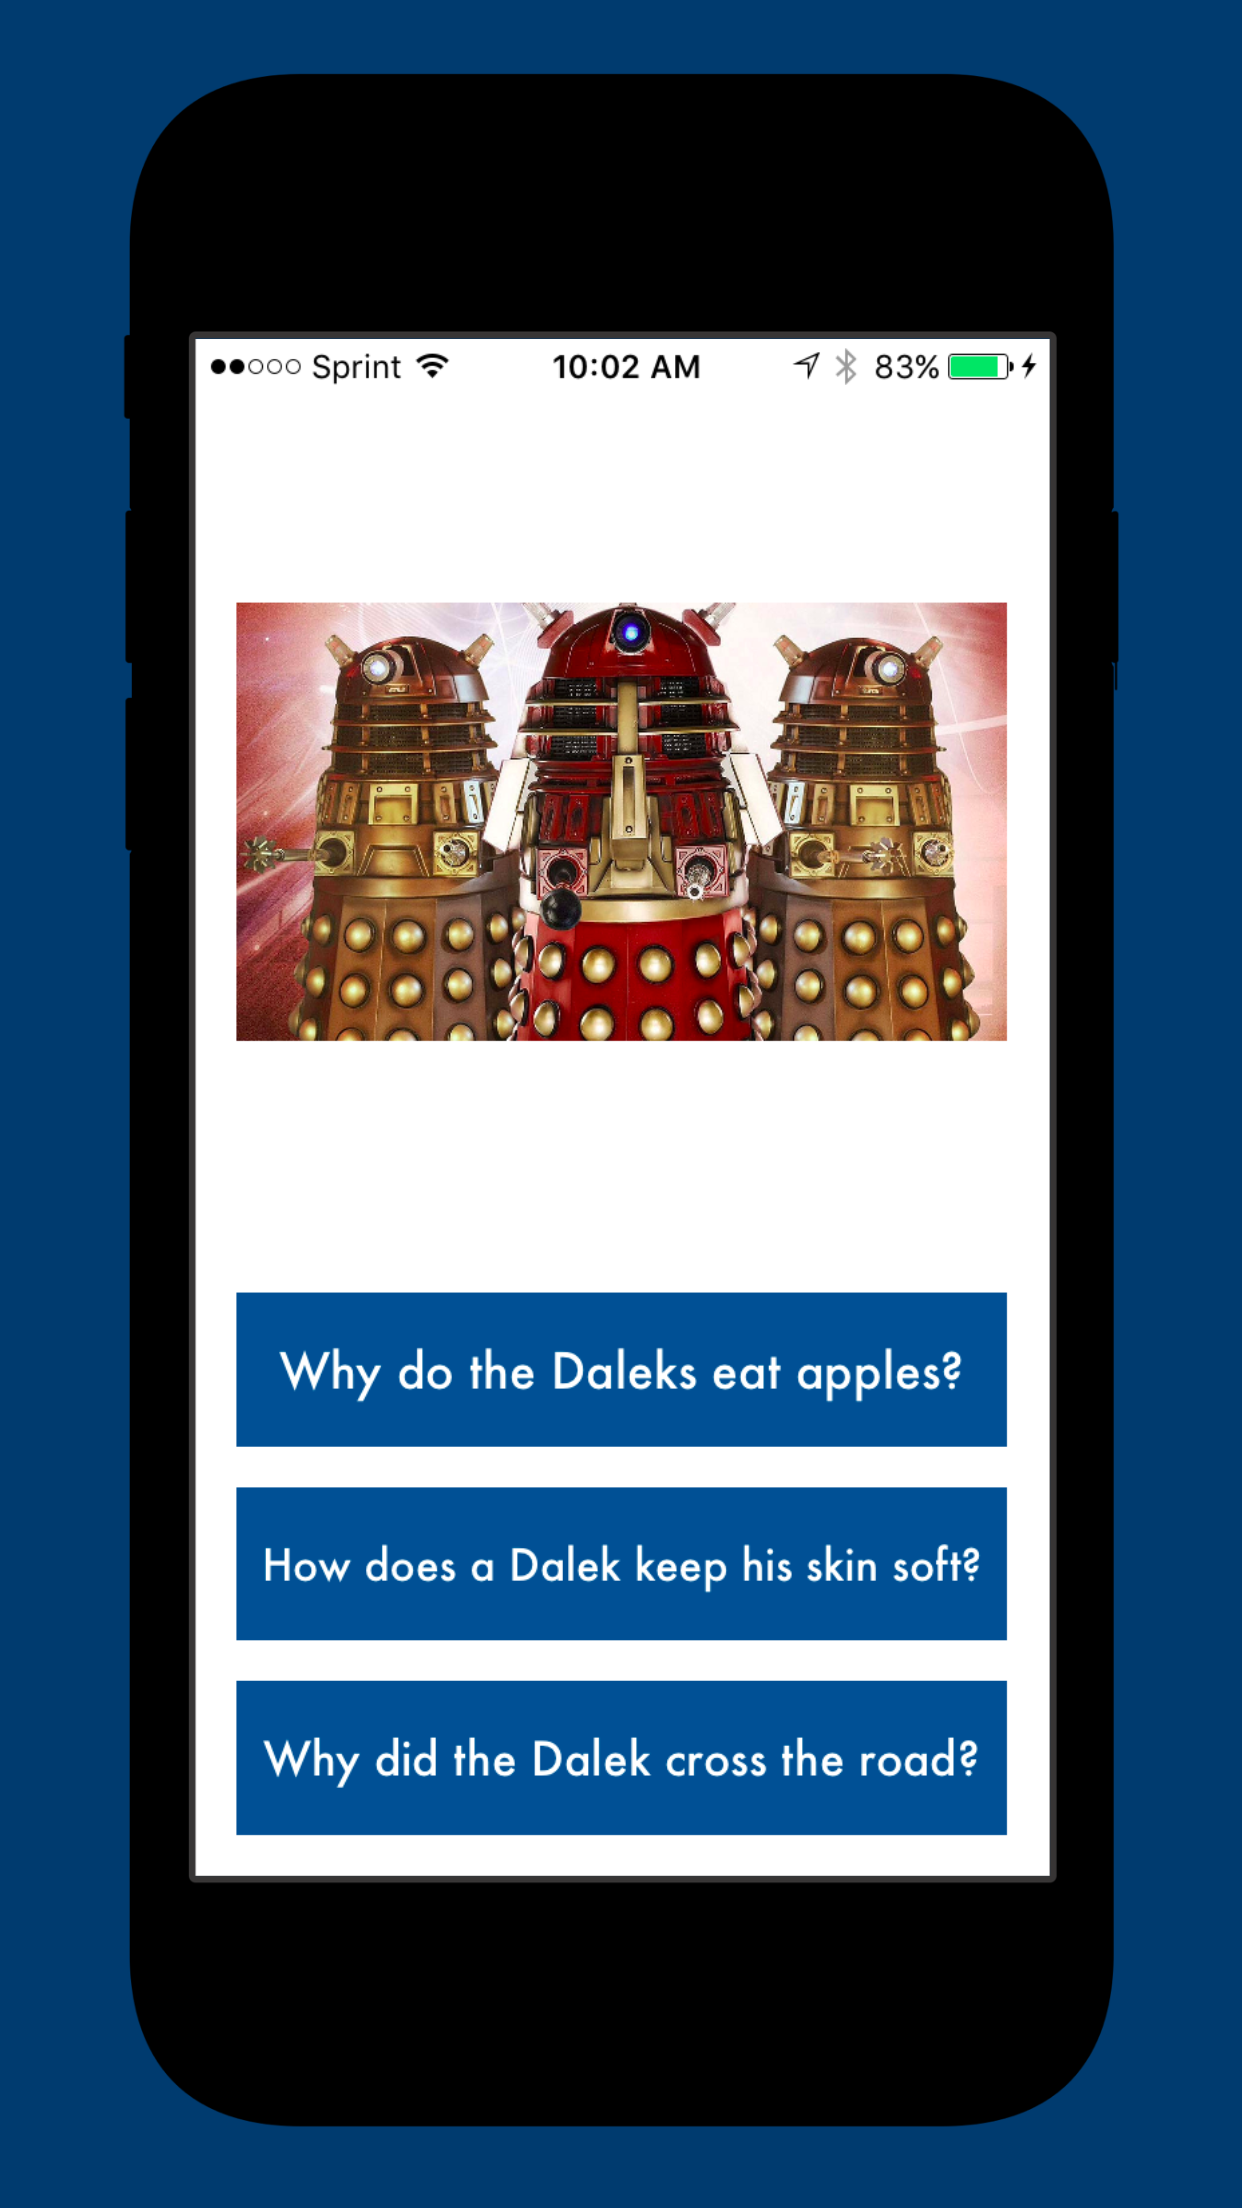 Sprint 10:02 AM 83%
Why do the Daleks eat apples?
How does a Dalek keep his skin soft?
Why did the Dalek cross the road?